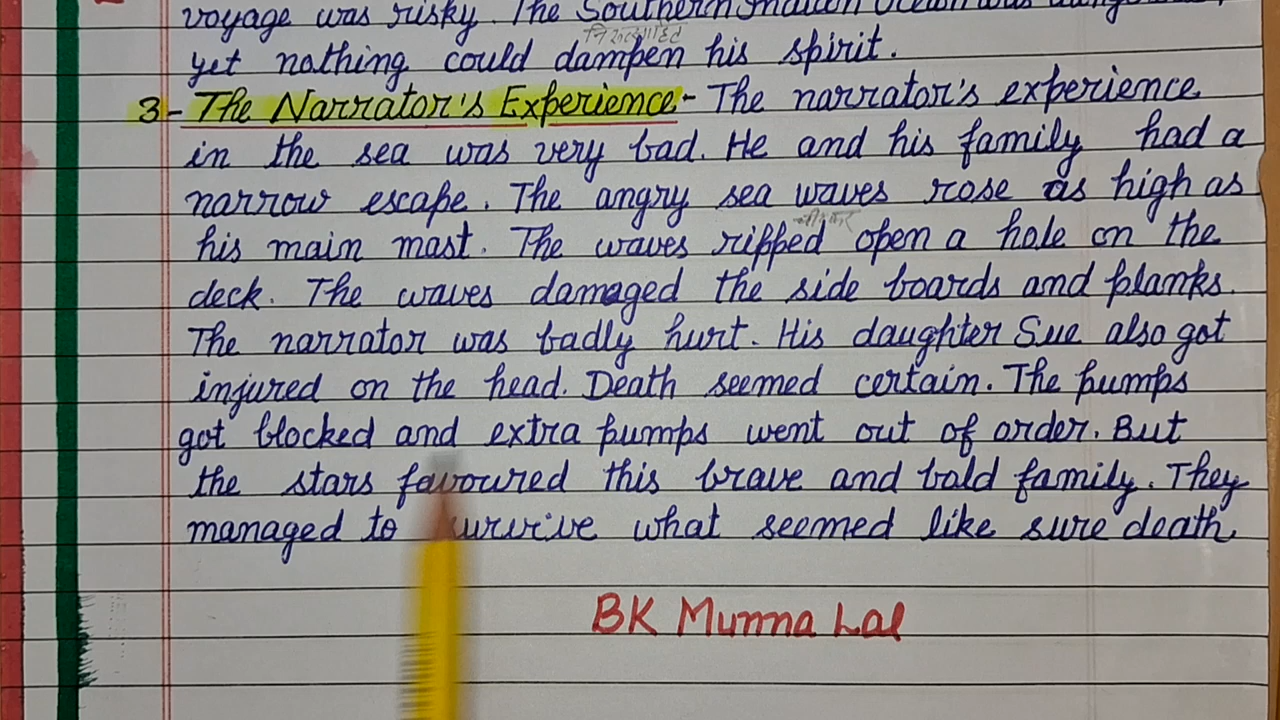 voyage was risky. The Southern Indian Ocean was
निरुत्साहित
yet nothing could dampen his spirit.
3- The Narrator's Experience- The narrator's experience
in the sea was very bad. He and his family had a
narrow escape. The angry sea waves rose as high as
his main mast. The waves ripped open a hole on the
deck. The waves damaged the side boards and planks.
The narrator was badly hurt. His daughter Sue also got
injured on the head. Death seemed certain. The pumps
got blocked and extra pumps went out of order. But
the stars favoured this brave and bold family. They
managed to survive what seemed like sure death
BK Munna Lal